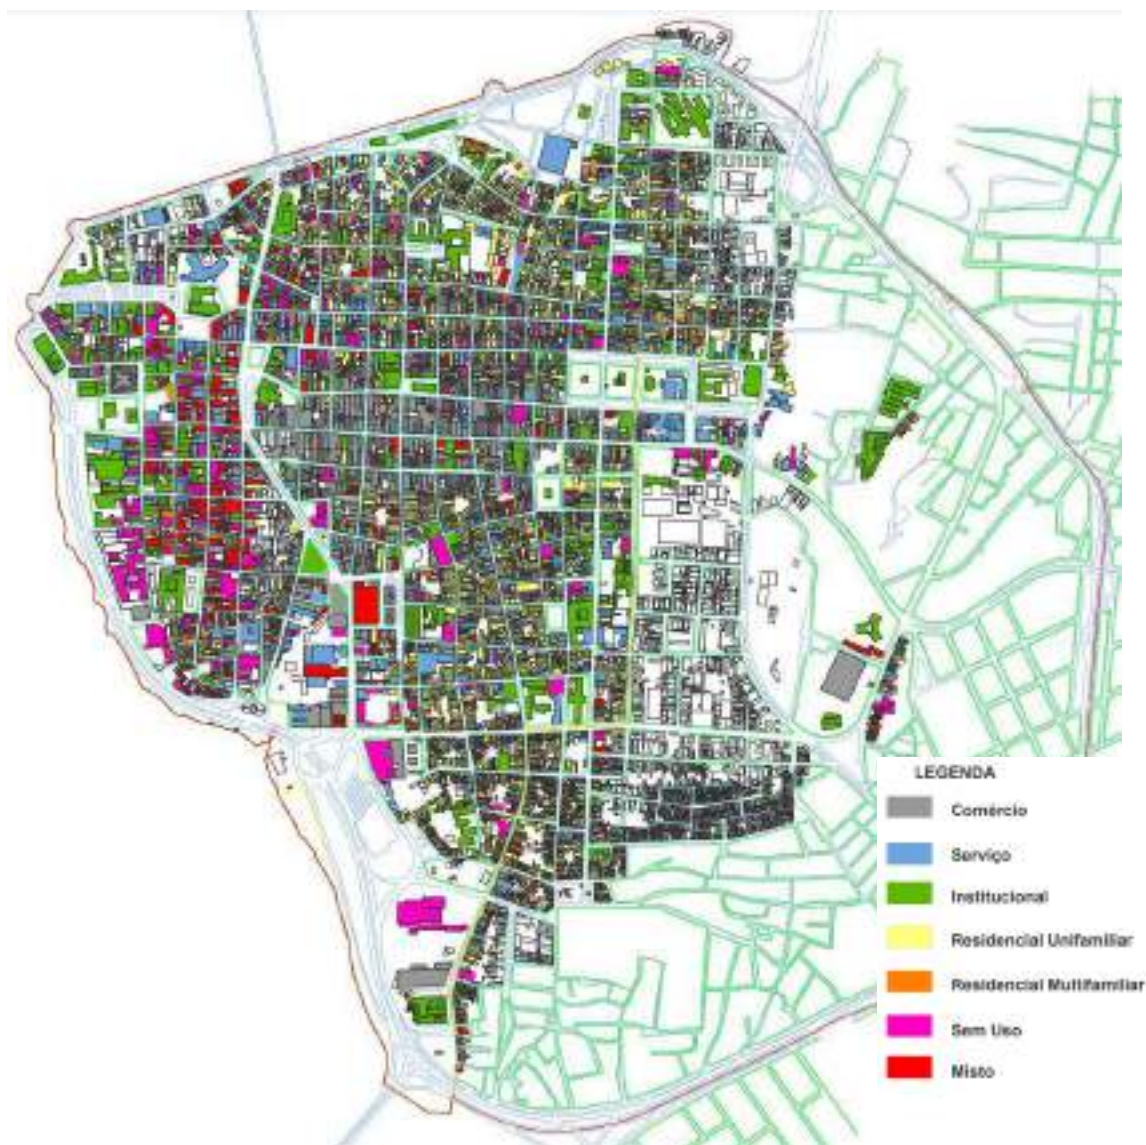 LEGENDA
Comércio
Serviço
Institucional
Residencial Unifamiliar
Residencial Multifamiliar
Sem Uso
Misto